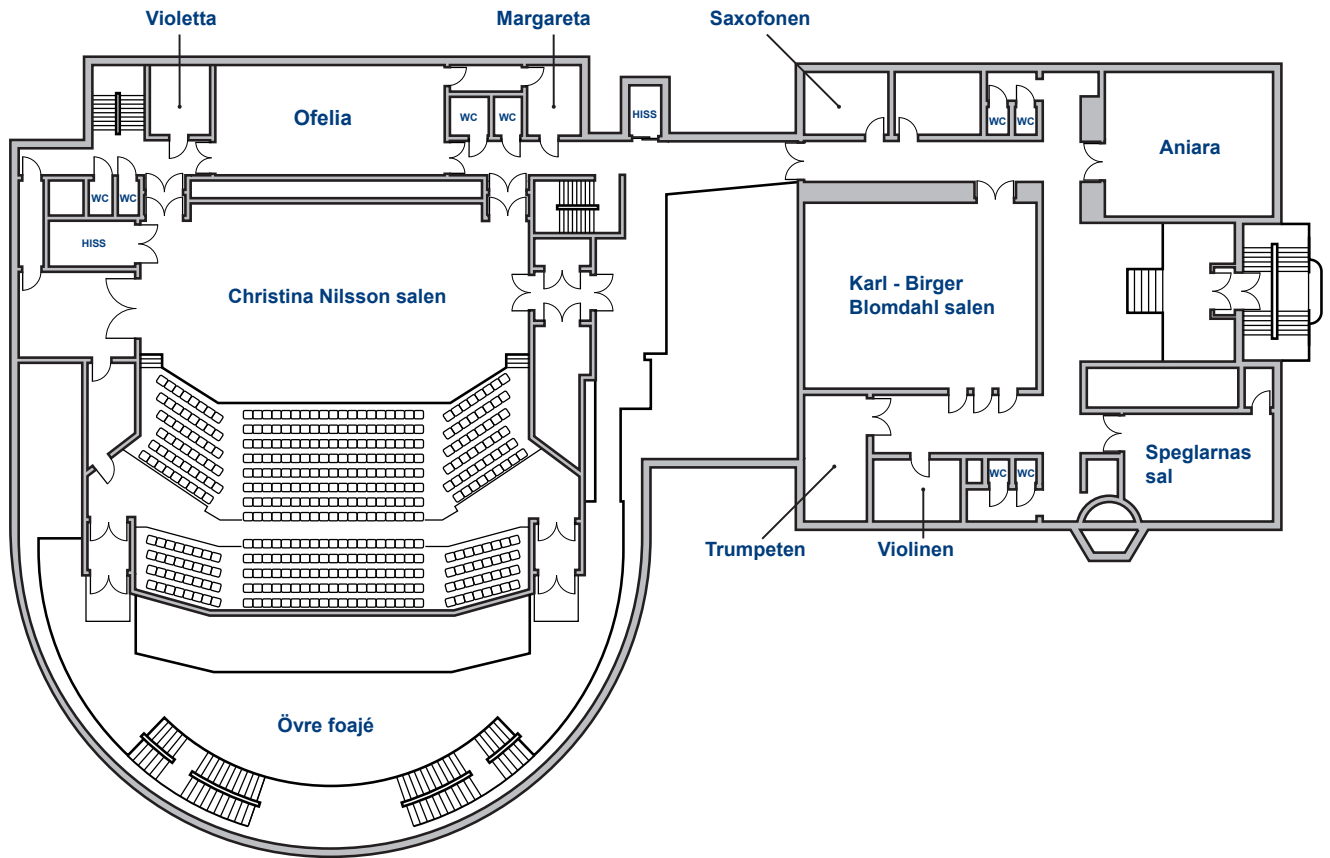 Violetta
Margareta
Saxofonen
Ofelia
WC
WC
HISS
WC
WC
Aniara
WC
WC
HISS
Christina Nilsson salen
Karl - Birger
Blomdahl salen
Speglarnas
sal
WC
WC
Trumpeten
Violinen
Övre foajé